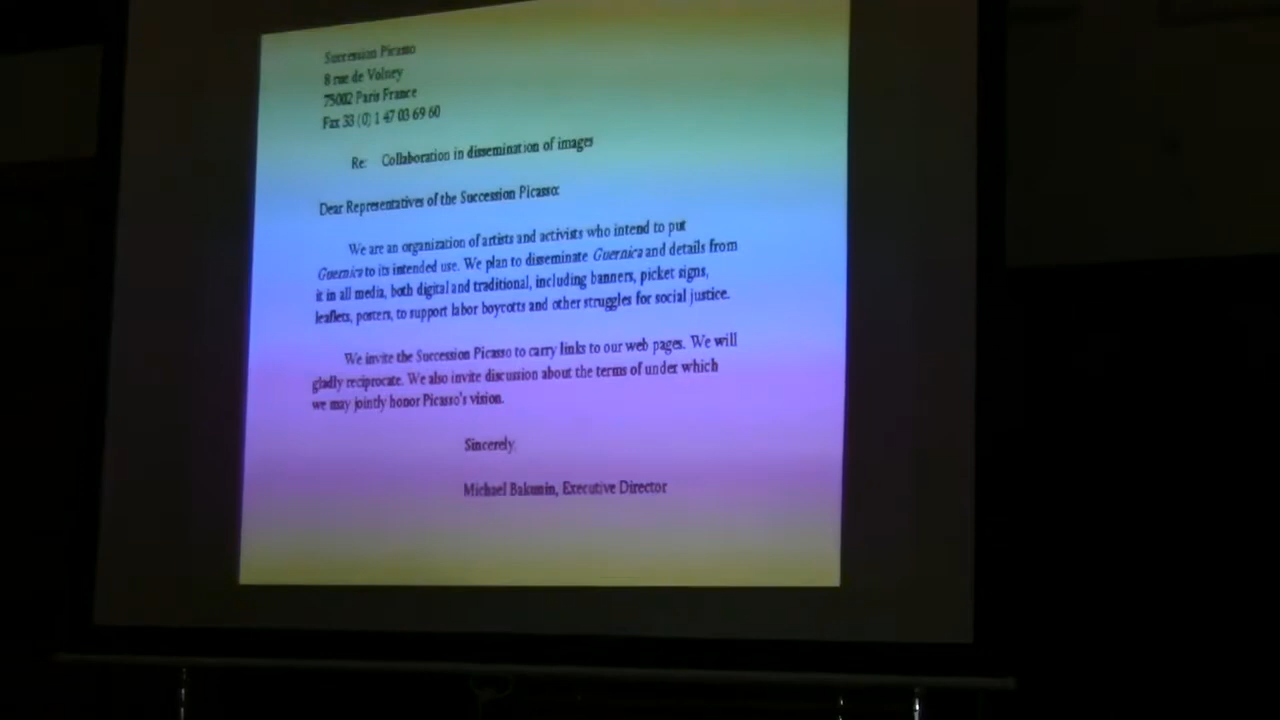 Succession Picasso
8 rue de Volney
75002 Paris France
Fax 33 (0) 1 47 03 69 60
Re: Collaboration in dissemination of images
Dear Representatives of the Succession Picasso:
We are an organization of artists and activists who intend to put
Guernica to its intended use. We plan to disseminate Guernica and details from
it in all media, both digital and traditional, including banners, picket signs,
leaflets, posters, to support labor boycotts and other struggles for social justice.
We invite the Succession Picasso to carry links to our web pages. We will
gladly reciprocate. We also invite discussion about the terms of under which
we may jointly honor Picasso's vision.
Sincerely,
Michael Bakunin, Executive Director